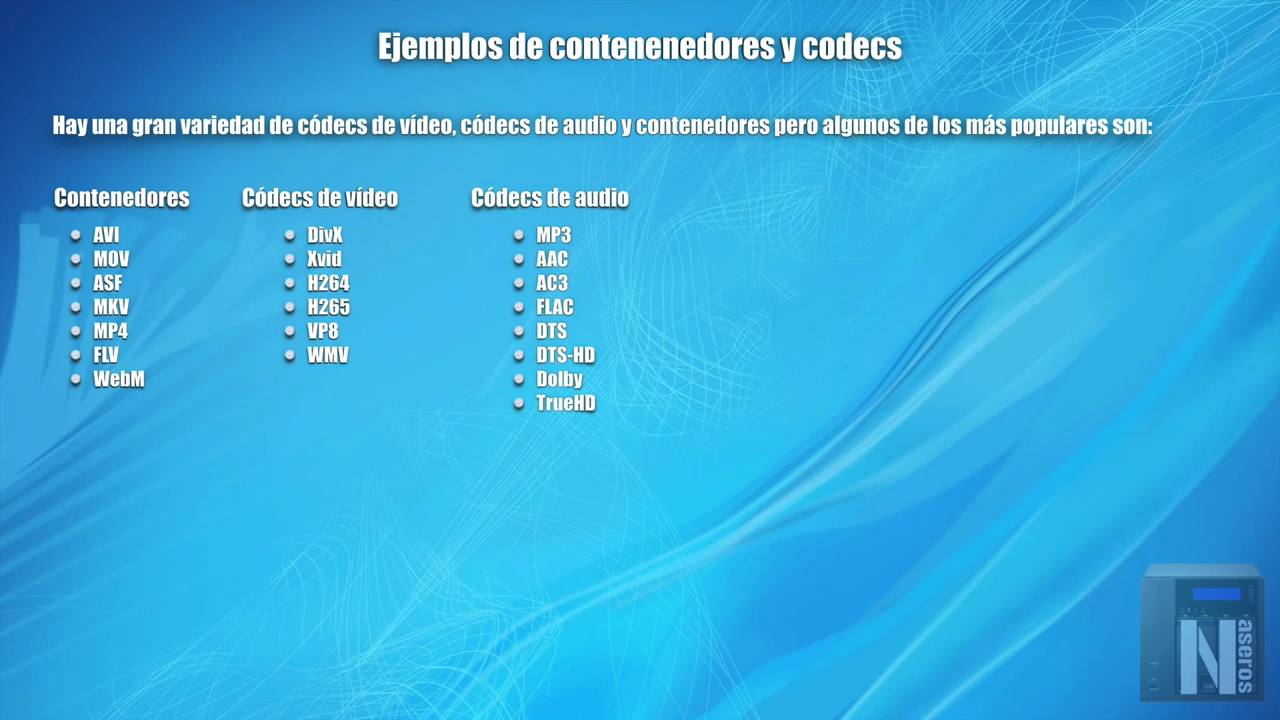 Ejemplos de contenenedores y codecs
Hay una gran variedad de códecs de vídeo, códecs de audio y contenedores pero algunos de los más populares son:
Contenedores
AVI
MOV
ASF
MKV
MP4
FLV
WebM
Códecs de vídeo
DivX
Xvid
H264
H265
VP8
WMV
Códecs de audio
MP3
AAC
AC3
FLAC
DTS
DTS-HD
Dolby
TrueHD
Naseros